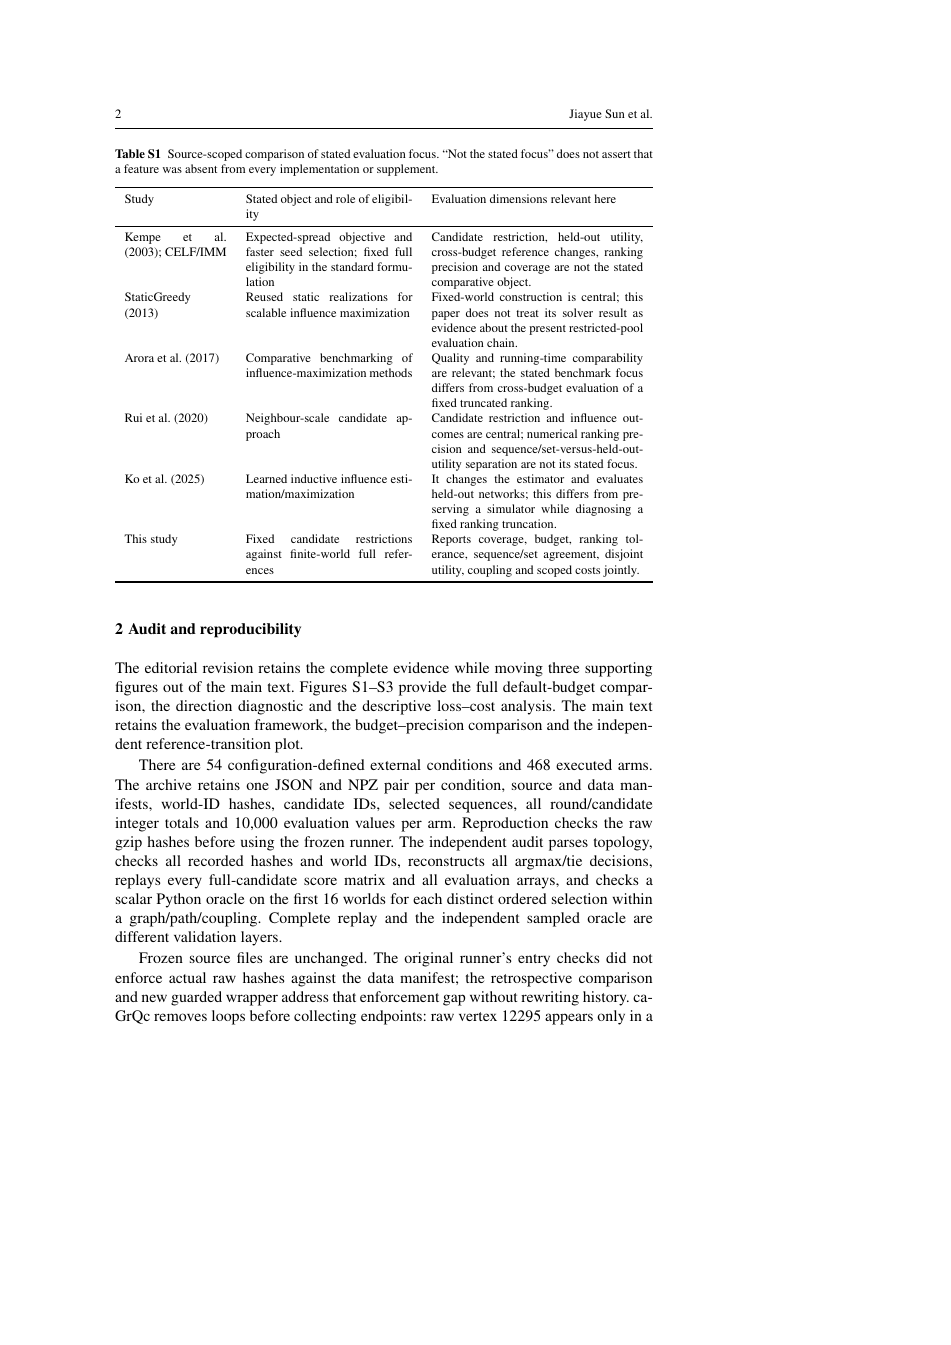 2
Jiayue Sun et al.
Table S1 Source-scoped comparison of stated evaluation focus. “Not the stated focus” does not assert that
a feature was absent from every implementation or supplement.
Study
Stated object and role of eligibil-
ity
Evaluation dimensions relevant here
Kempe et al.
(2003); CELF/IMM
Expected-spread objective and
faster seed selection; fixed full
eligibility in the standard formu-
lation
Candidate restriction, held-out utility,
cross-budget reference changes, ranking
precision and coverage are not the stated
comparative object.
StaticGreedy
(2013)
Reused static realizations for
scalable influence maximization
Fixed-world construction is central; this
paper does not treat its solver result as
evidence about the present restricted-pool
evaluation chain.
Arora et al. (2017)
Comparative benchmarking of
influence-maximization methods
Quality and running-time comparability
are relevant; the stated benchmark focus
differs from cross-budget evaluation of a
fixed truncated ranking.
Rui et al. (2020)
Neighbour-scale candidate ap-
proach
Candidate restriction and influence out-
comes are central; numerical ranking pre-
cision and sequence/set-versus-held-out-
utility separation are not its stated focus.
Ko et al. (2025)
Learned inductive influence esti-
mation/maximization
It changes the estimator and evaluates
held-out networks; this differs from pre-
serving a simulator while diagnosing a
fixed ranking truncation.
This study
Fixed candidate restrictions
against finite-world full refer-
ences
Reports coverage, budget, ranking tol-
erance, sequence/set agreement, disjoint
utility, coupling and scoped costs jointly.
2 Audit and reproducibility
The editorial revision retains the complete evidence while moving three supporting
figures out of the main text. Figures S1–S3 provide the full default-budget compar-
ison, the direction diagnostic and the descriptive loss–cost analysis. The main text
retains the evaluation framework, the budget–precision comparison and the indepen-
dent reference-transition plot.
There are 54 configuration-defined external conditions and 468 executed arms.
The archive retains one JSON and NPZ pair per condition, source and data man-
ifests, world-ID hashes, candidate IDs, selected sequences, all round/candidate
integer totals and 10,000 evaluation values per arm. Reproduction checks the raw
gzip hashes before using the frozen runner. The independent audit parses topology,
checks all recorded hashes and world IDs, reconstructs all argmax/tie decisions,
replays every full-candidate score matrix and all evaluation arrays, and checks a
scalar Python oracle on the first 16 worlds for each distinct ordered selection within
a graph/path/coupling. Complete replay and the independent sampled oracle are
different validation layers.
Frozen source files are unchanged. The original runner’s entry checks did not
enforce actual raw hashes against the data manifest; the retrospective comparison
and new guarded wrapper address that enforcement gap without rewriting history. ca-
GrQc removes loops before collecting endpoints: raw vertex 12295 appears only in a